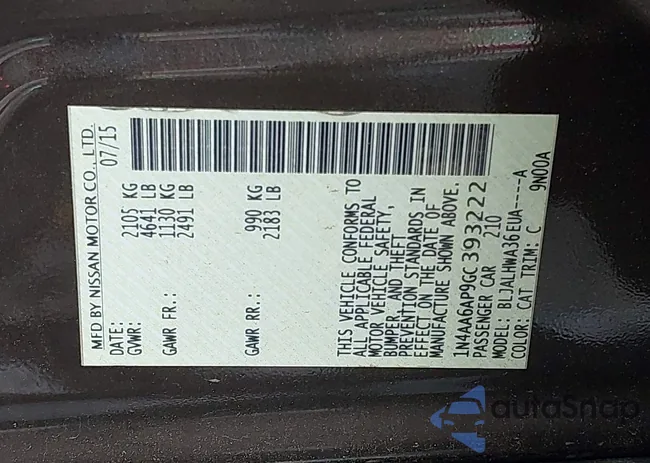 MFD BY NISSAN MOTOR CO., LTD.
DATE: 07/15
GVWR: 2105 KG
4641 LB
GAWR FR.: 1130 KG
2491 LB
GAWR RR.: 990 KG
2183 LB
THIS VEHICLE CONFORMS TO
ALL APPLICABLE FEDERAL
MOTOR VEHICLE SAFETY,
BUMPER, AND THEFT
PREVENTION STANDARDS IN
EFFECT ON THE DATE OF
MANUFACTURE SHOWN ABOVE.
1N4AA6AP9GC393222
PASSENGER CAR 210
MODEL: BLJALHWA36EUA----A
COLOR: CAT TRIM: C 9N00A
autoSnap